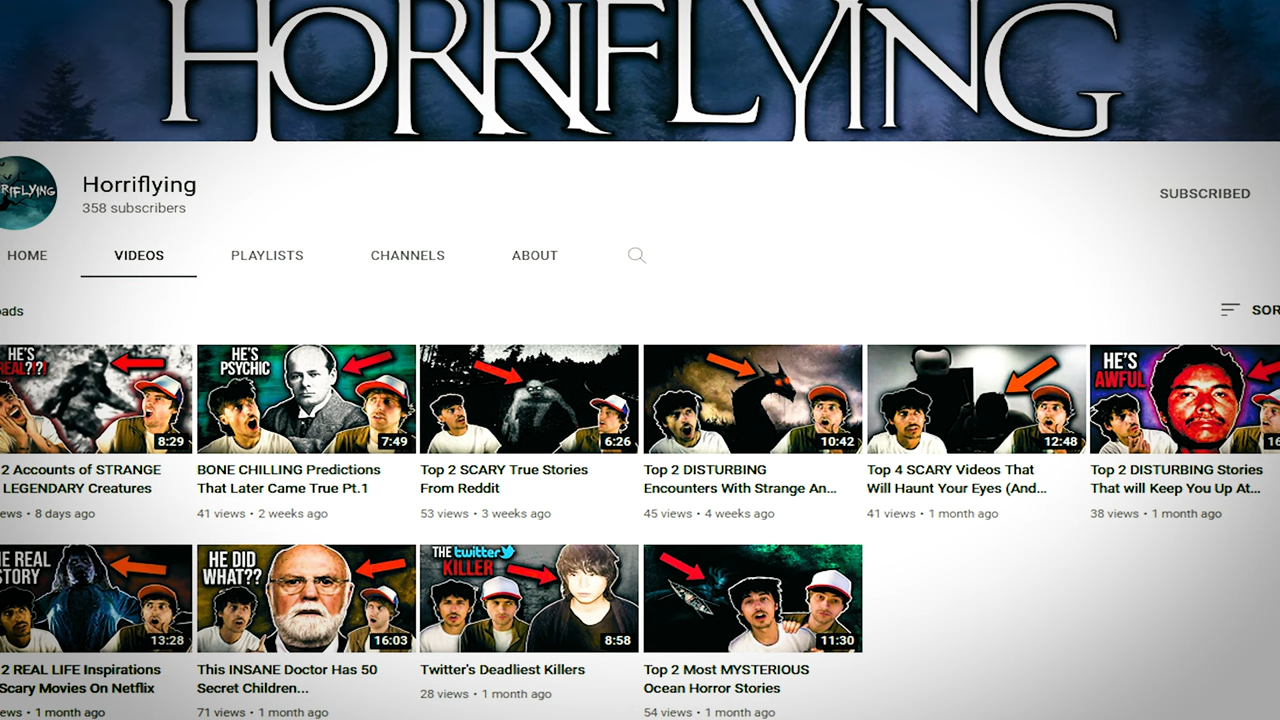 HORRIFLYING
RIFLYING
Horriflying
358 subscribers
SUBSCRIBED
HOME VIDEOS PLAYLISTS CHANNELS ABOUT
oads
SOR
HE'S
REAL?!?
8:29
HE'S
PSYCHIC
7:49
6:26
10:42
12:48
HE'S
AWFUL
16
2 Accounts of STRANGE
LEGENDARY Creatures
ews • 8 days ago
BONE CHILLING Predictions
That Later Came True Pt.1
41 views • 2 weeks ago
Top 2 SCARY True Stories
From Reddit
53 views • 3 weeks ago
Top 2 DISTURBING
Encounters With Strange An...
45 views • 4 weeks ago
Top 4 SCARY Videos That
Will Haunt Your Eyes (And...
41 views • 1 month ago
Top 2 DISTURBING Stories
That will Keep You Up At...
38 views • 1 month ago
E REAL
STORY
13:28
HE DID
WHAT??
16:03
THE twitter
KILLER
8:58
11:30
2 REAL LIFE Inspirations
Scary Movies On Netflix
ews • 1 month ago
This INSANE Doctor Has 50
Secret Children...
71 views • 1 month ago
Twitter's Deadliest Killers
28 views • 1 month ago
Top 2 Most MYSTERIOUS
Ocean Horror Stories
54 views • 1 month ago